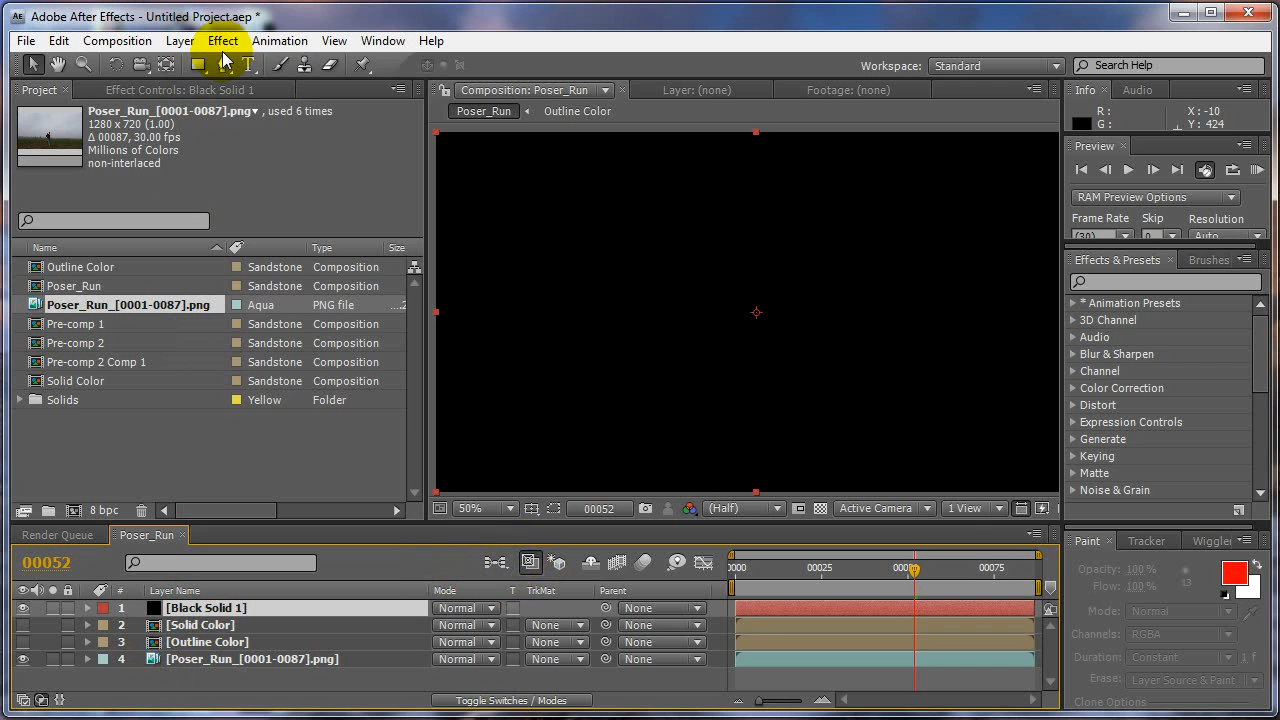 AE Adobe After Effects - Untitled Project.aep *
File Edit Composition Layer Effect Animation View Window Help
T Workspace: Standard Search Help
Project Effect Controls: Black Solid 1 Composition: Poser_Run Layer: (none) Footage: (none) Info Audio
Poser_Run_[0001-0087].png, used 6 times
1280 x 720 (1.00)
Δ 00087, 30.00 fps
Millions of Colors
non-interlaced
Poser_Run Outline Color
R: X: -10
G: Y: 424
Preview
RAM Preview Options
Frame Rate Skip Resolution
(30) 0 Auto
Name Type Size
Outline Color Sandstone Composition
Poser_Run Sandstone Composition
Poser_Run_[0001-0087].png Aqua PNG file ....2
Pre-comp 1 Sandstone Composition
Pre-comp 2 Sandstone Composition
Pre-comp 2 Comp 1 Sandstone Composition
Solid Color Sandstone Composition
Solids Yellow Folder
8 bpc
Effects & Presets Brushes
* Animation Presets
3D Channel
Audio
Blur & Sharpen
Channel
Color Correction
Distort
Expression Controls
Generate
Keying
Matte
Noise & Grain
50% 00052 (Half) Active Camera 1 View
Render Queue Poser_Run
00052
0000 00025 00075
# Layer Name Mode T TrkMat Parent
1 [Black Solid 1] Normal None
2 [Solid Color] Normal None None
3 [Outline Color] Normal None None
4 [Poser_Run_[0001-0087].png] Normal None None
Toggle Switches / Modes
Paint Tracker Wiggler
Opacity: 100 %
Flow: 100 % 13
Mode: Normal
Channels: RGBA
Duration: Constant 1 f
Erase: Layer Source & Paint
Clone Options